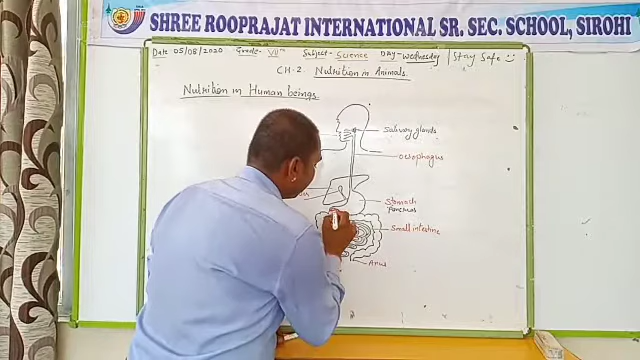 SHREE ROOPRAJAT INTERNATIONAL SR. SEC. SCHOOL, SIROHI
Date 05/08/2020 Grade- VIIth Subject- Science DAY- Wednesday | Stay Safe
CH-2. Nutrition in Animals.
Nutrition in Human beings
Salivary glands
Oesophagus
Stomach
Pancreas
Small intestine
Anus